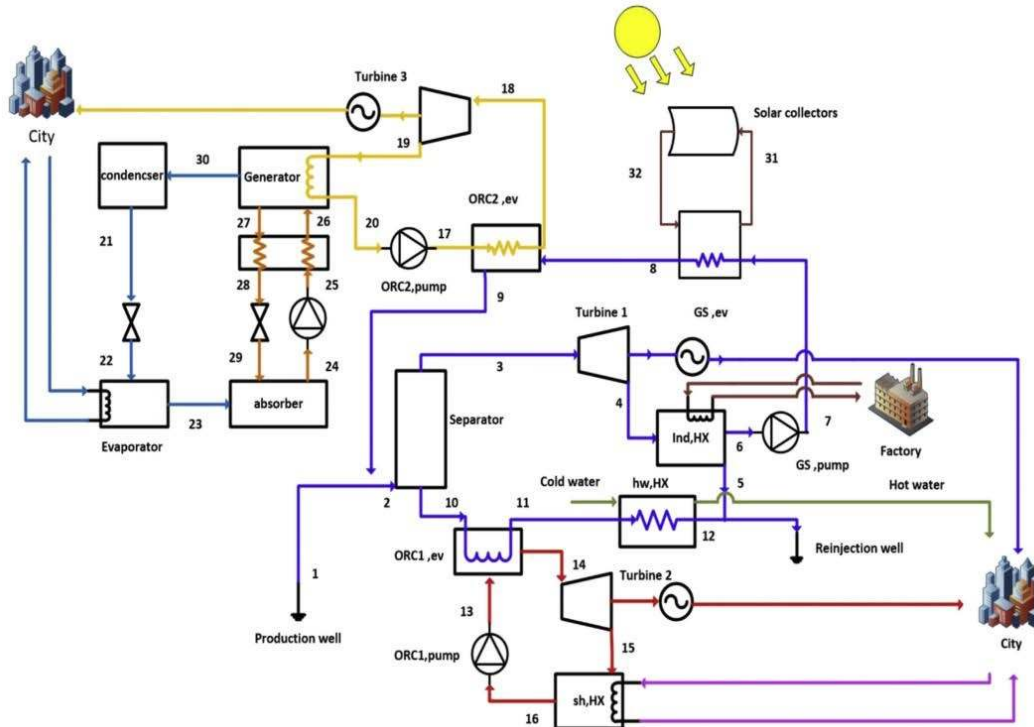 Turbine 3
18
Solar collectors
City
19
30
condencser
Generator
32
31
ORC2 ,ev
27
26
20
17
21
8
28
25
ORC2,pump
9
Turbine 1
GS ,ev
3
22
29
24
4
absorber
Separator
Ind,HX
7
23
6
Evaporator
GS ,pump
Factory
Cold water
hw,HX
5
Hot water
2
10
11
12
ORC1 ,ev
Reinjection well
1
14
Turbine 2
13
Production well
15
City
ORC1,pump
sh,HX
16